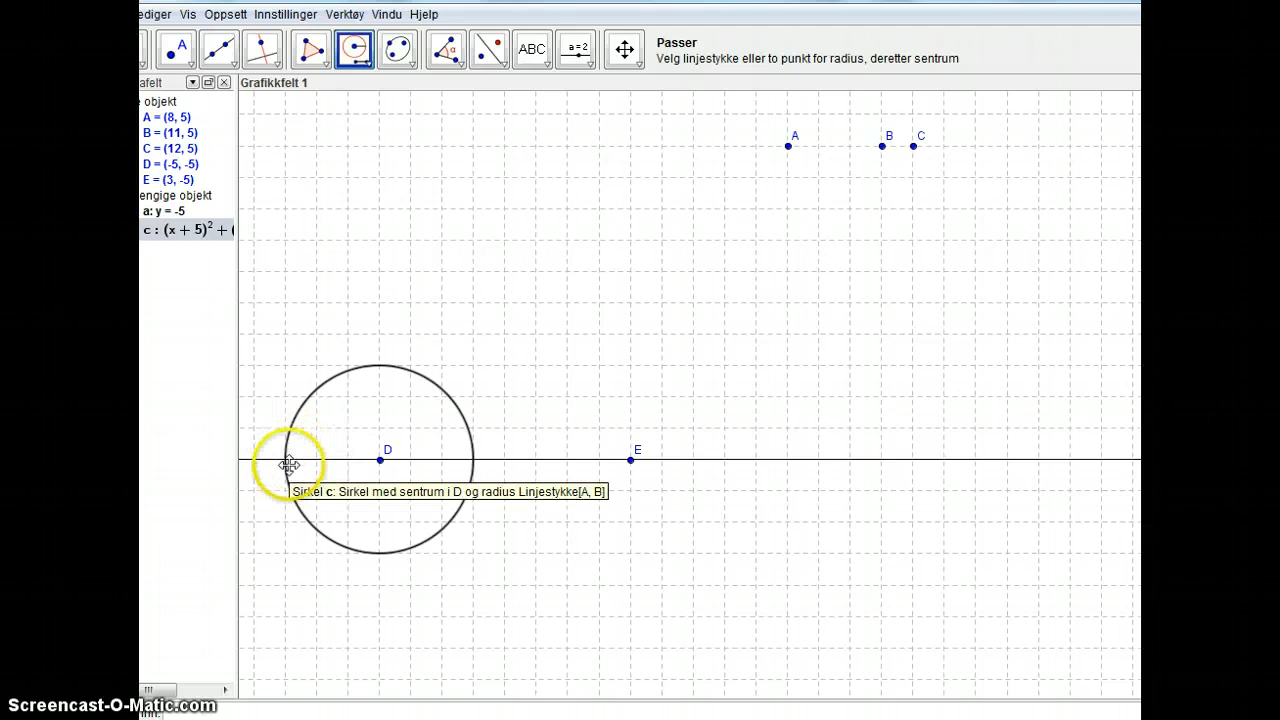 ediger Vis Oppsett Innstillinger Verktøy Vindu Hjelp
A
ABC
a=2
α
Passer
Velg linjestykke eller to punkt for radius, deretter sentrum
afelt
Grafikkfelt 1
e objekt
A = (8, 5)
B = (11, 5)
C = (12, 5)
D = (-5, -5)
E = (3, -5)
engige objekt
a: y = -5
c : (x + 5)² + (
A
B
C
D
E
Sirkel c: Sirkel med sentrum i D og radius Linjestykke[A, B]
Screencast-O-Matic.com